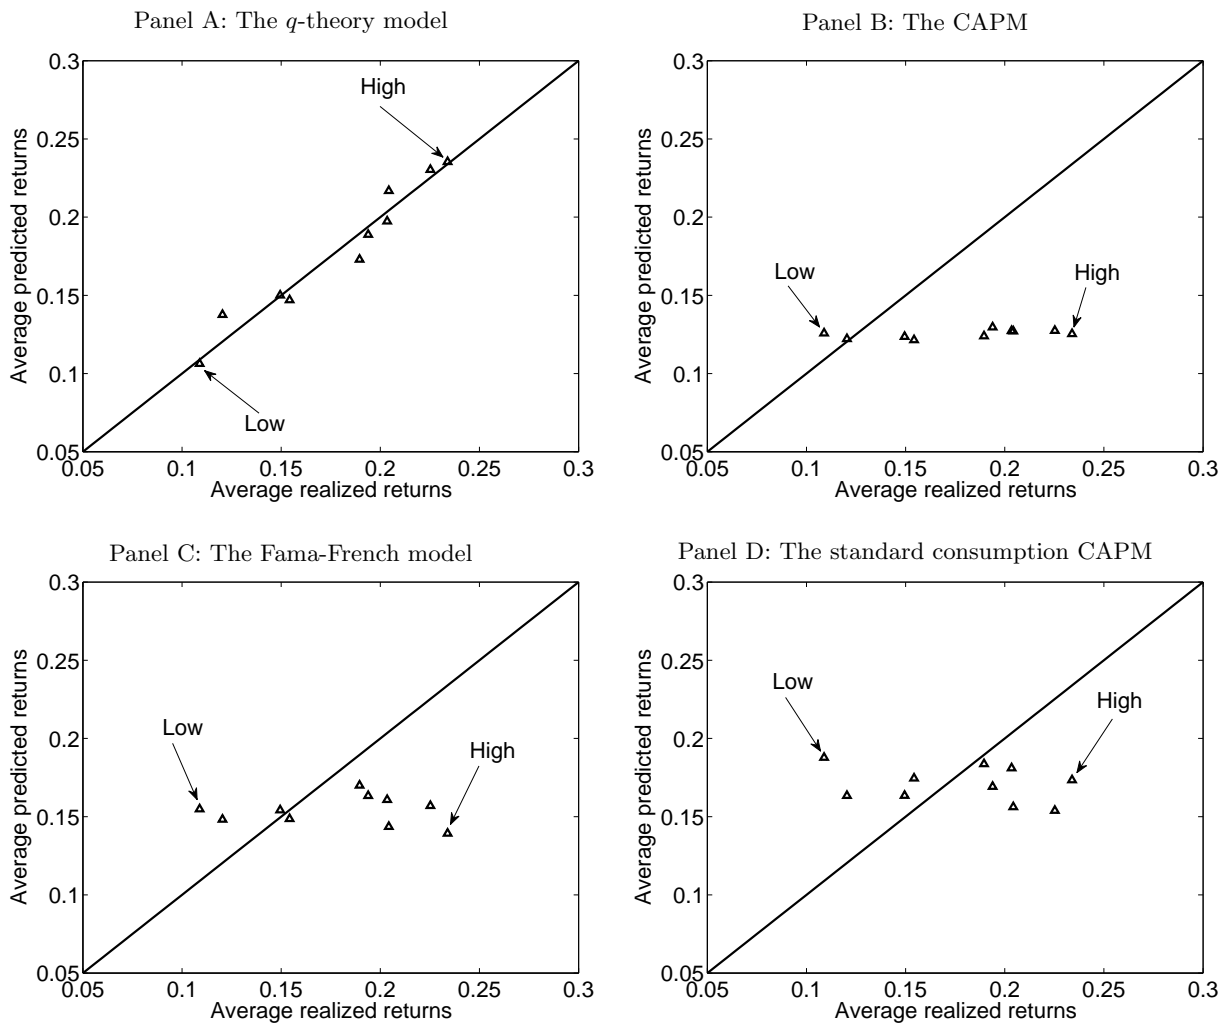 Panel A: The q-theory model
0.3
0.25
0.2
0.15
0.1
0.05
Average predicted returns
High
Low
0.05 0.1 0.15 0.2 0.25 0.3
Average realized returns
Panel B: The CAPM
0.3
0.25
0.2
0.15
0.1
0.05
Average predicted returns
Low
High
0.05 0.1 0.15 0.2 0.25 0.3
Average realized returns
Panel C: The Fama-French model
0.3
0.25
0.2
0.15
0.1
0.05
Average predicted returns
Low
High
0.05 0.1 0.15 0.2 0.25 0.3
Average realized returns
Panel D: The standard consumption CAPM
0.3
0.25
0.2
0.15
0.1
0.05
Average predicted returns
Low
High
0.05 0.1 0.15 0.2 0.25 0.3
Average realized returns